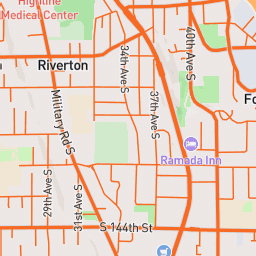 Highline
Medical Center
34th Ave S
40th Ave S
Riverton
37th Ave S
Fo
Military Rd S
Ramada Inn
29th Ave S
31st Ave S
S 144th St